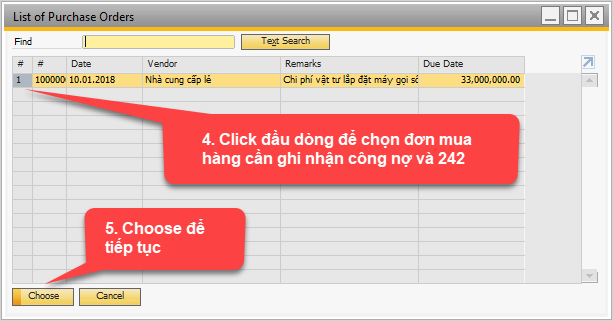 List of Purchase Orders
Find
Text Search
# # Date Vendor Remarks Due Date
1 1000000 10.01.2018 Nhà cung cấp lẻ Chi phí vật tư lắp đặt máy gọi số 33,000,000.00
4. Click đầu dòng để chọn đơn mua
hàng cần ghi nhận công nợ và 242
5. Choose để
tiếp tục
Choose Cancel